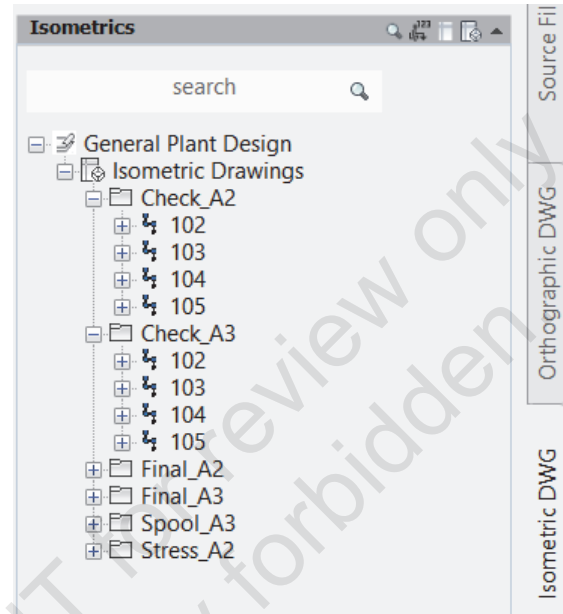 Isometrics
search
General Plant Design
Isometric Drawings
Check_A2
102
103
104
105
Check_A3
102
103
104
105
Final_A2
Final_A3
Spool_A3
Stress_A2
Source Fil
Orthographic DWG
Isometric DWG
T for review only
forbidden